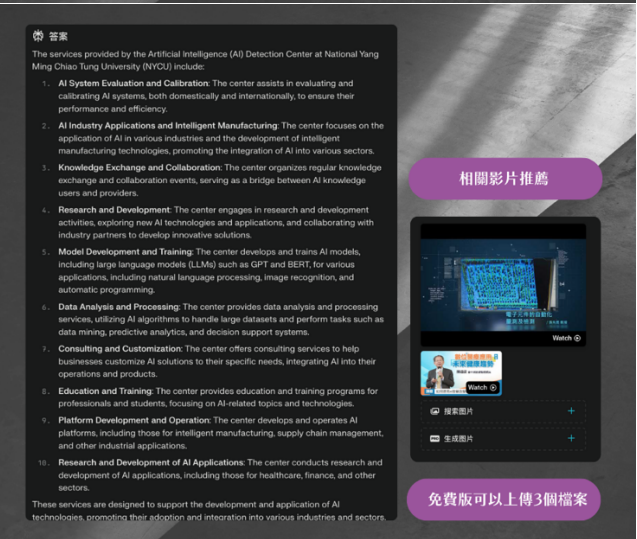 答案
The services provided by the Artificial Intelligence (AI) Detection Center at National Yang
Ming Chiao Tung University (NYCU) include:
1. AI System Evaluation and Calibration: The center assists in evaluating and
calibrating AI systems, both domestically and internationally, to ensure their
performance and efficiency.
2. AI Industry Applications and Intelligent Manufacturing: The center focuses on the
application of AI in various industries and the development of intelligent
manufacturing technologies, promoting the integration of AI into various sectors.
3. Knowledge Exchange and Collaboration: The center organizes regular knowledge
exchange and collaboration events, serving as a bridge between AI knowledge
users and providers.
4. Research and Development: The center engages in research and development
activities, exploring new AI technologies and applications, and collaborating with
industry partners to develop innovative solutions.
5. Model Development and Training: The center develops and trains AI models,
including large language models (LLMs) such as GPT and BERT, for various
applications, including natural language processing, image recognition, and
automatic programming.
6. Data Analysis and Processing: The center provides data analysis and processing
services, utilizing AI algorithms to handle large datasets and perform tasks such as
data mining, predictive analytics, and decision support systems.
7. Consulting and Customization: The center offers consulting services to help
businesses customize AI solutions to their specific needs, integrating AI into their
operations and products.
8. Education and Training: The center provides education and training programs for
professionals and students, focusing on AI-related topics and technologies.
9. Platform Development and Operation: The center develops and operates AI
platforms, including those for intelligent manufacturing, supply chain management,
and other industrial applications.
10. Research and Development of AI Applications: The center conducts research and
development of AI applications, including those for healthcare, finance, and other
sectors.
These services are designed to support the development and application of AI
technologies, promoting their adoption and integration into various industries and sectors.
相關影片推薦
電子元件的自動化
Watch
未來健康趨勢
Watch
搜索图片
生成图片
免費版可以上傳3個檔案